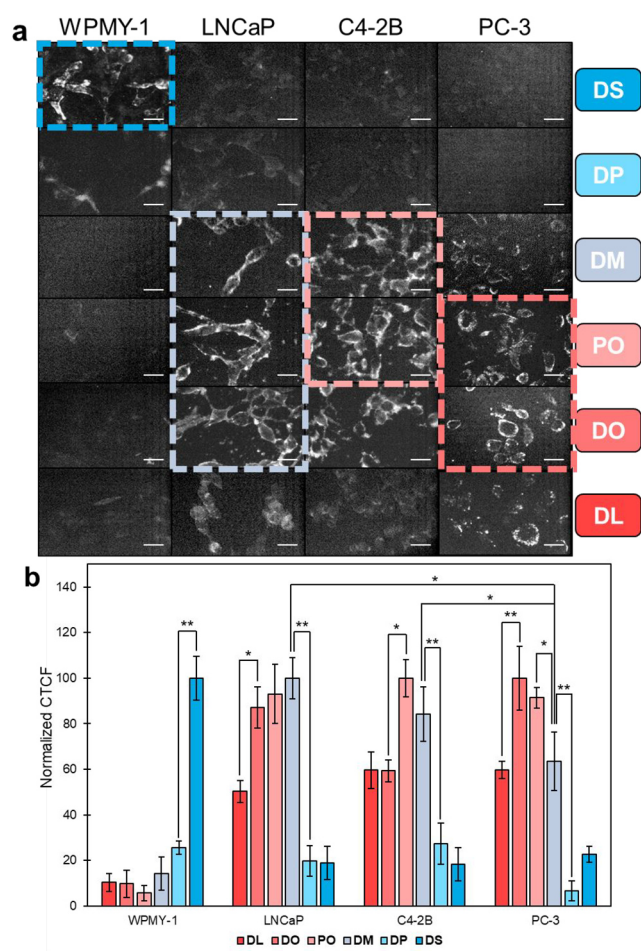 a WPMY-1 LNCaP C4-2B PC-3
DS
DP
DM
PO
DO
DL
b
Normalized CTCF
140
120
100
80
60
40
20
0
** * ** * ** ** * ** * *
WPMY-1 LNCaP C4-2B PC-3
DL DO PO DM DP DS